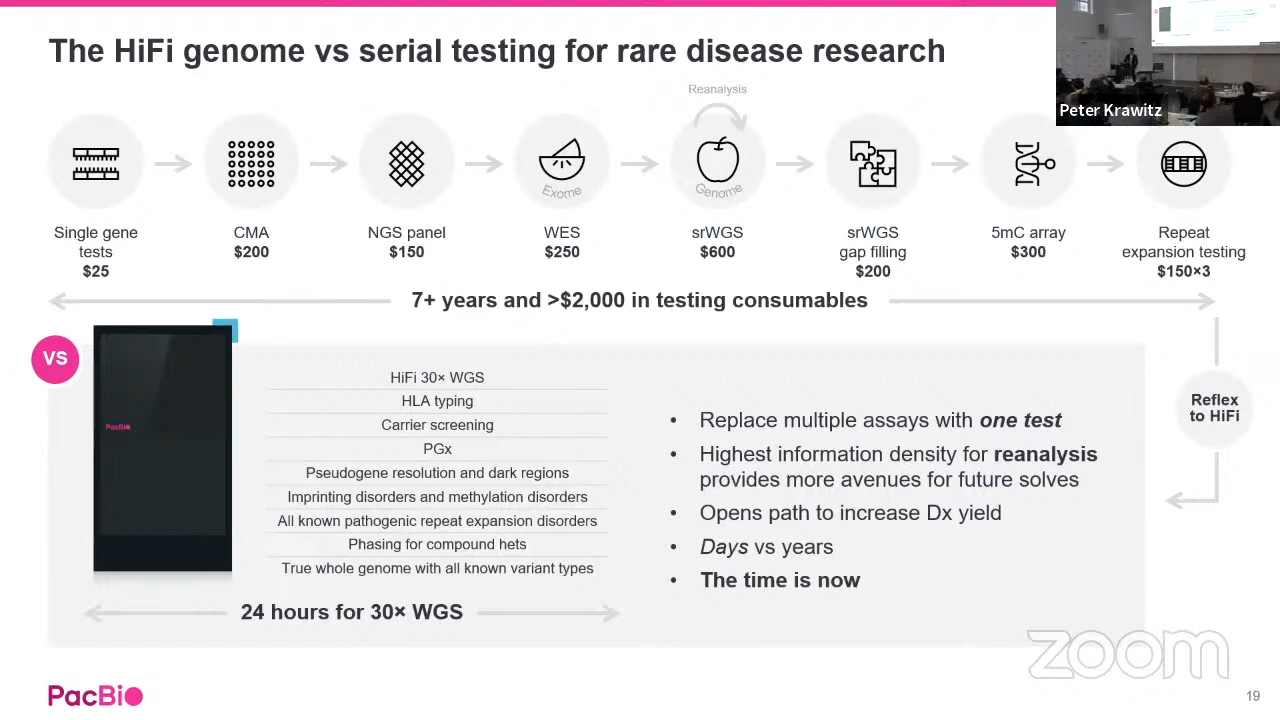 The HiFi genome vs serial testing for rare disease research
Peter Krawitz
Reanalysis
Exome
Genome
Single gene
tests
$25
CMA
$200
NGS panel
$150
WES
$250
srWGS
$600
srWGS
gap filling
$200
5mC array
$300
Repeat
expansion testing
$150×3
7+ years and >$2,000 in testing consumables
VS
PacBio
HiFi 30× WGS
HLA typing
Carrier screening
PGx
Pseudogene resolution and dark regions
Imprinting disorders and methylation disorders
All known pathogenic repeat expansion disorders
Phasing for compound hets
True whole genome with all known variant types
24 hours for 30× WGS
• Replace multiple assays with one test
• Highest information density for reanalysis
provides more avenues for future solves
• Opens path to increase Dx yield
• Days vs years
• The time is now
Reflex
to HiFi
zoom
PacBio
19